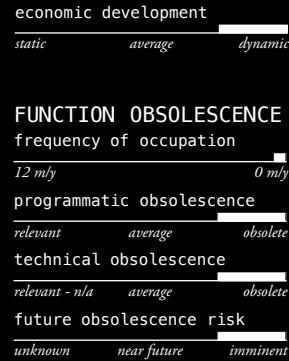 economic development
static average dynamic
FUNCTION OBSOLESCENCE
frequency of occupation
12 m/y 0 m/y
programmatic obsolescence
relevant average obsolete
technical obsolescence
relevant - n/a average obsolete
future obsolescence risk
unknown near future imminent